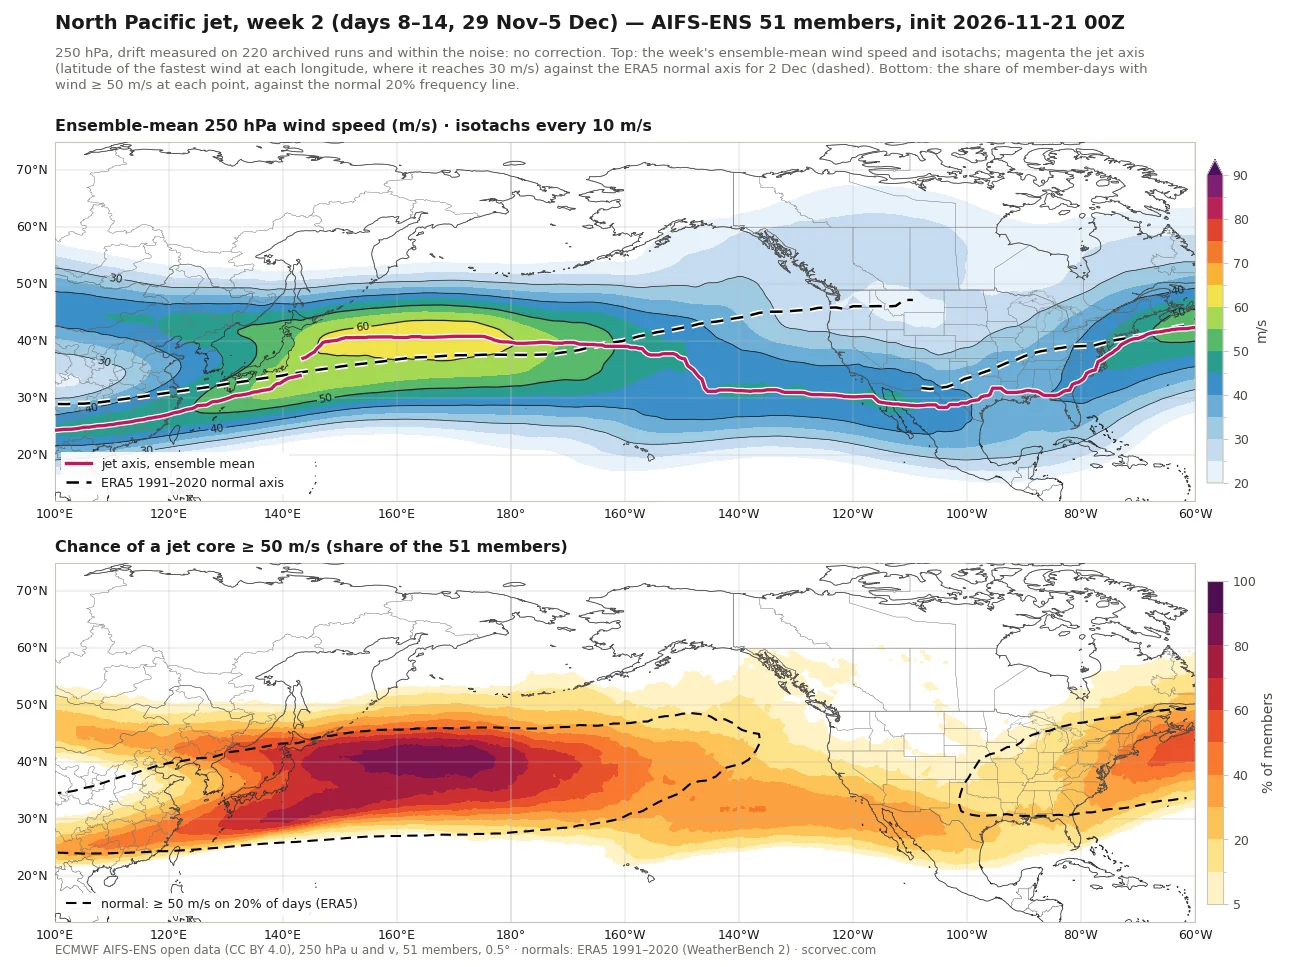 North Pacific jet, week 2 (days 8–14, 29 Nov–5 Dec) — AIFS-ENS 51 members, init 2026-11-21 00Z
250 hPa, drift measured on 220 archived runs and within the noise: no correction. Top: the week's ensemble-mean wind speed and isotachs; magenta the jet axis
(latitude of the fastest wind at each longitude, where it reaches 30 m/s) against the ERA5 normal axis for 2 Dec (dashed). Bottom: the share of member-days with
wind ≥ 50 m/s at each point, against the normal 20% frequency line.
Ensemble-mean 250 hPa wind speed (m/s) · isotachs every 10 m/s
70°N
60°N
50°N
40°N
30°N
20°N
30
30
40
40
30
60
50
40
50
jet axis, ensemble mean
ERA5 1991–2020 normal axis
100°E 120°E 140°E 160°E 180° 160°W 140°W 120°W 100°W 80°W 60°W
90
80
70
60
50
40
30
20
m/s
Chance of a jet core ≥ 50 m/s (share of the 51 members)
70°N
60°N
50°N
40°N
30°N
20°N
normal: ≥ 50 m/s on 20% of days (ERA5)
100°E 120°E 140°E 160°E 180° 160°W 140°W 120°W 100°W 80°W 60°W
100
80
60
40
20
5
% of members
ECMWF AIFS-ENS open data (CC BY 4.0), 250 hPa u and v, 51 members, 0.5° · normals: ERA5 1991–2020 (WeatherBench 2) · scorvec.com